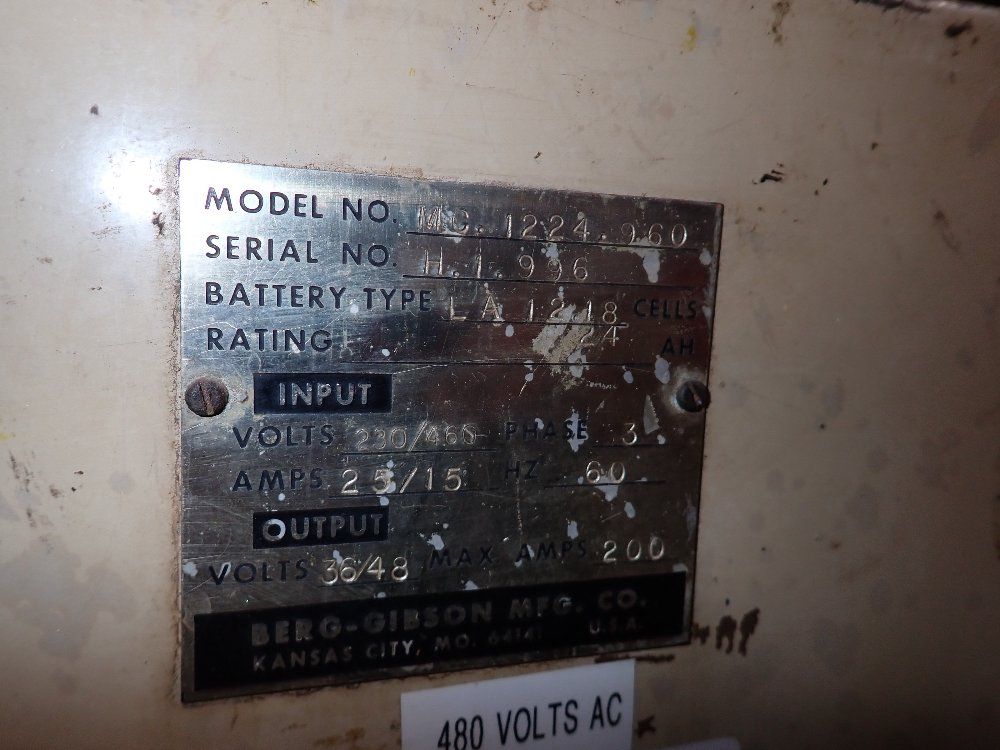 MODEL NO. MC. 1224.960
SERIAL NO. H.1.996
BATTERY TYPE LA 12 18 CELLS
24
RATING AH
INPUT
VOLTS 230/460 PHASE 3
AMPS 25/15 HZ 60
OUTPUT
VOLTS 36/48 MAX AMPS 200
BERG-GIBSON MFG. CO.
KANSAS CITY, MO. 64141 U.S.A.
480 VOLTS AC